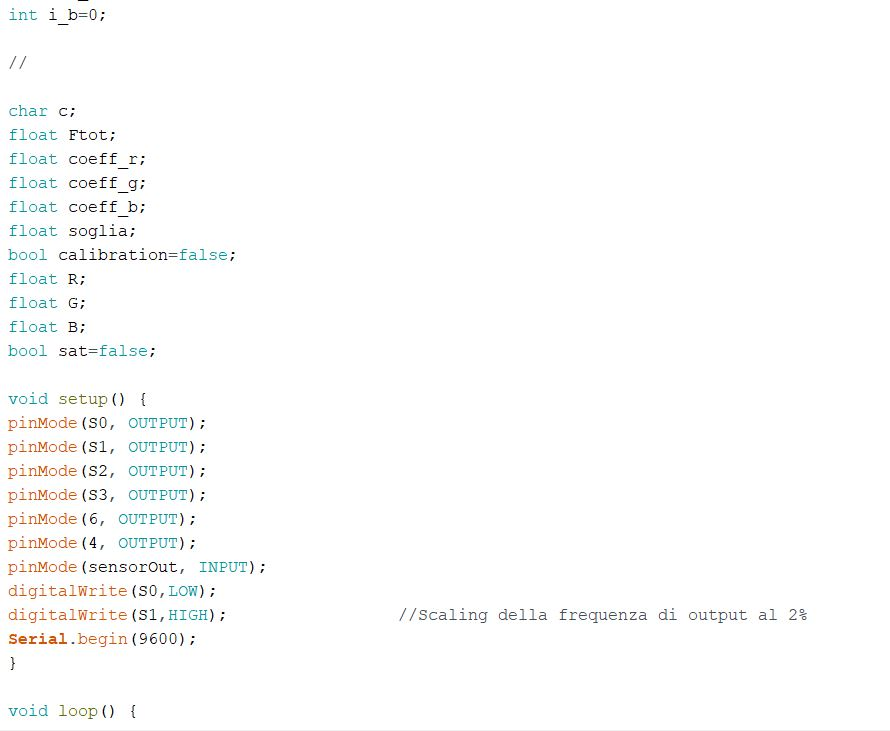 int i_b=0;
//
char c;
float Ftot;
float coeff_r;
float coeff_g;
float coeff_b;
float soglia;
bool calibration=false;
float R;
float G;
float B;
bool sat=false;
void setup() {
pinMode(S0, OUTPUT);
pinMode(S1, OUTPUT);
pinMode(S2, OUTPUT);
pinMode(S3, OUTPUT);
pinMode(6, OUTPUT);
pinMode(4, OUTPUT);
pinMode(sensorOut, INPUT);
digitalWrite(S0,LOW);
digitalWrite(S1,HIGH); //Scaling della frequenza di output al 2%
Serial.begin(9600);
}
void loop() {